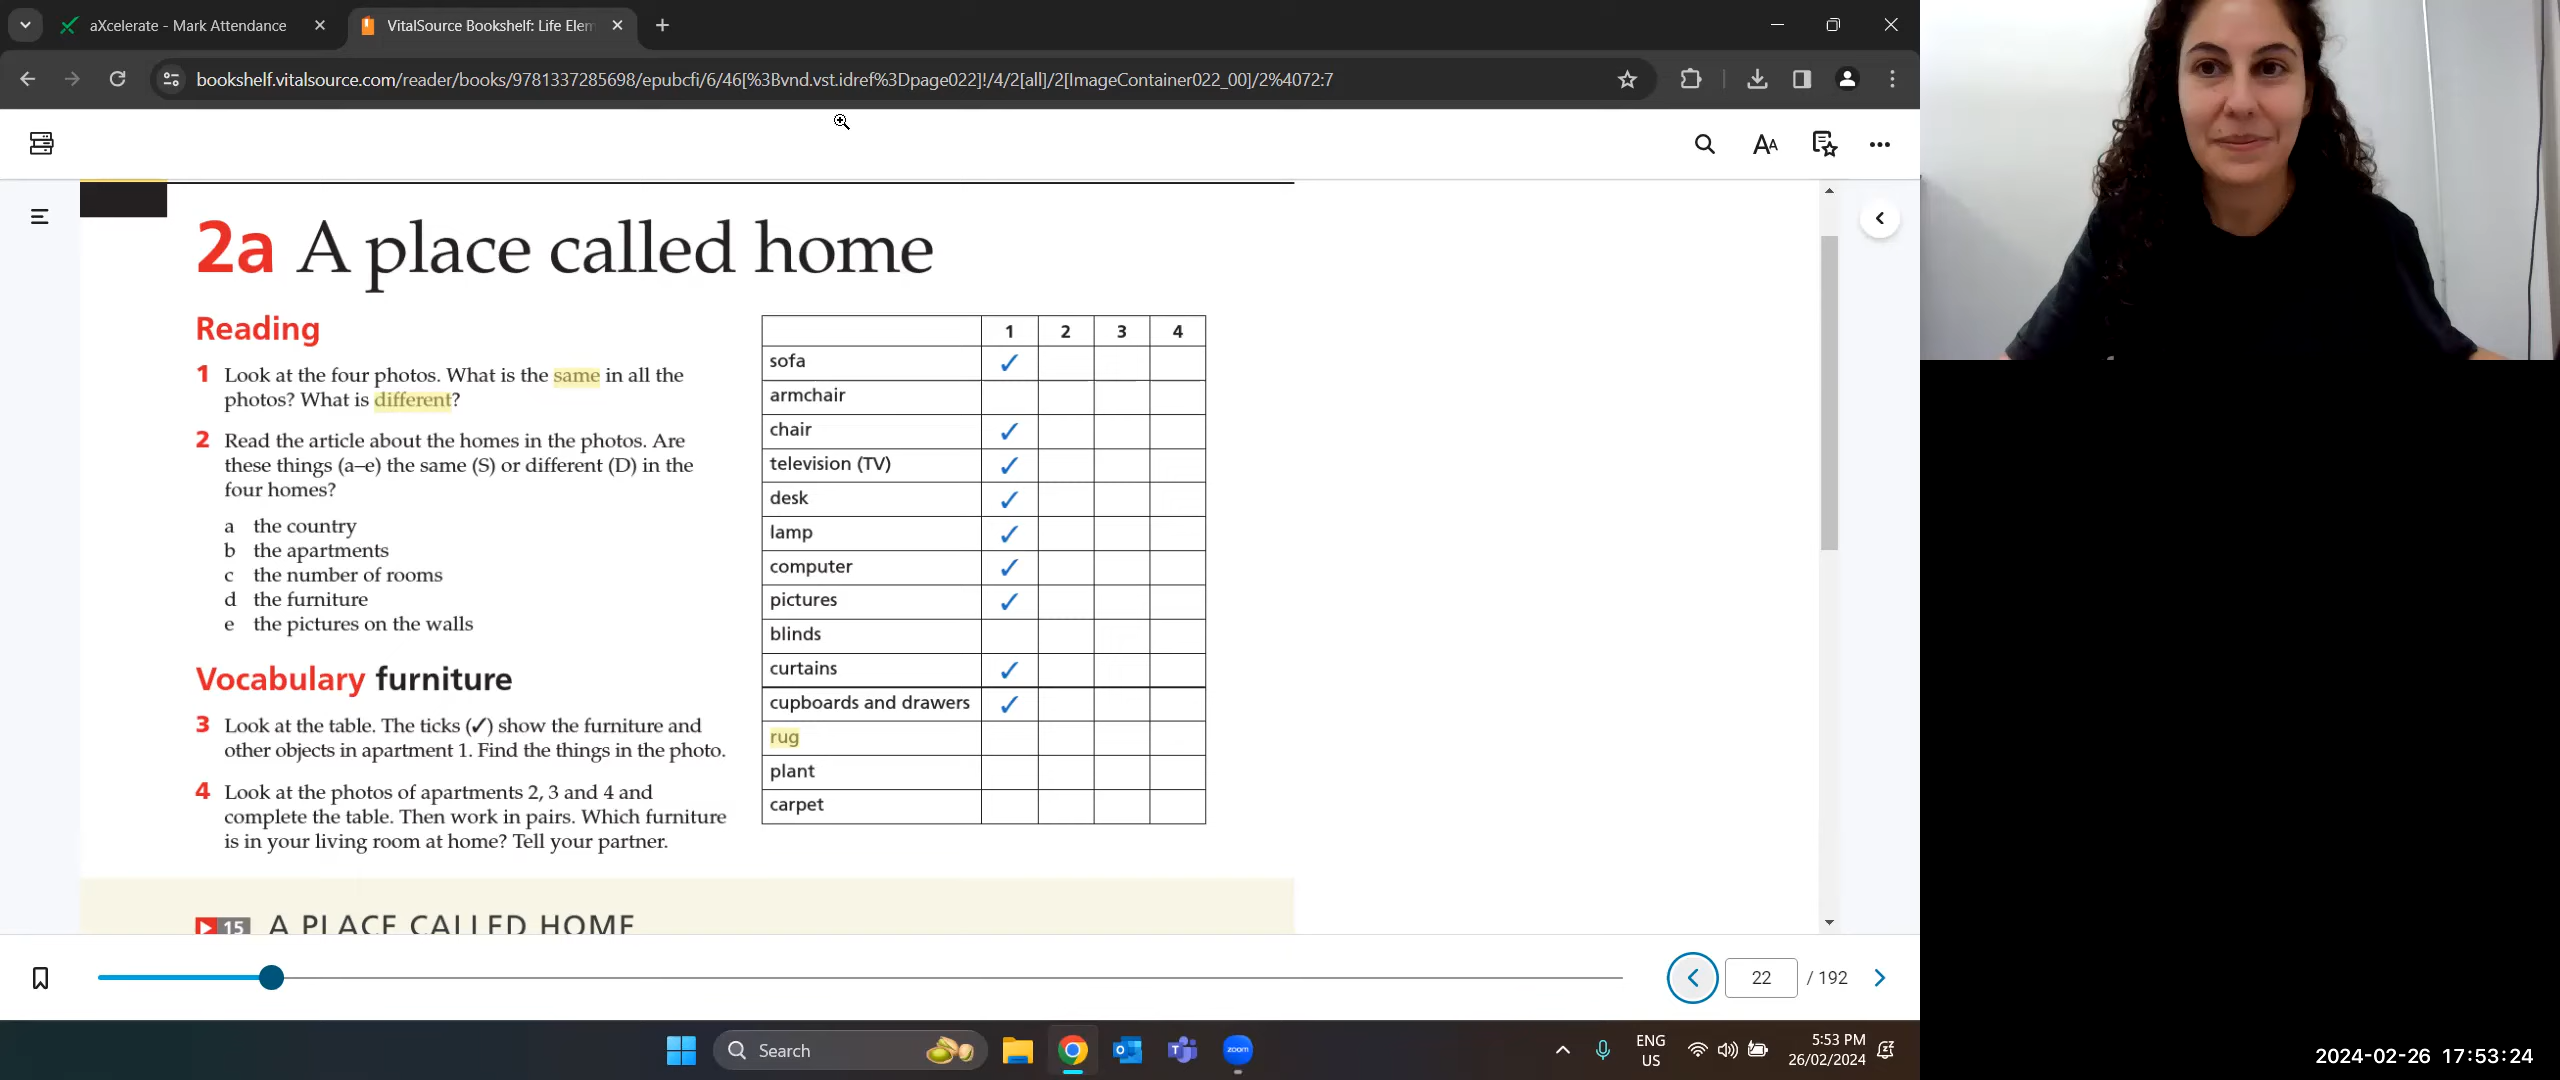 aXcelerate - Mark Attendance
VitalSource Bookshelf: Life Elem
bookshelf.vitalsource.com/reader/books/9781337285698/epubcfi/6/46[%3Bvnd.vst.idref%3Dpage022]!/4/2[all]/2[ImageContainer022_00]/2%4072:7
2a A place called home
Reading
1 Look at the four photos. What is the same in all the
photos? What is different?
2 Read the article about the homes in the photos. Are
these things (a–e) the same (S) or different (D) in the
four homes?
a the country
b the apartments
c the number of rooms
d the furniture
e the pictures on the walls
Vocabulary furniture
3 Look at the table. The ticks (✓) show the furniture and
other objects in apartment 1. Find the things in the photo.
4 Look at the photos of apartments 2, 3 and 4 and
complete the table. Then work in pairs. Which furniture
is in your living room at home? Tell your partner.
1 2 3 4
sofa ✓
armchair
chair ✓
television (TV) ✓
desk ✓
lamp ✓
computer ✓
pictures ✓
blinds
curtains ✓
cupboards and drawers ✓
rug
plant
carpet
15 A PLACE CALLED HOME
22 / 192
Search
zoom
ENG
US
5:53 PM
26/02/2024
2024-02-26 17:53:24